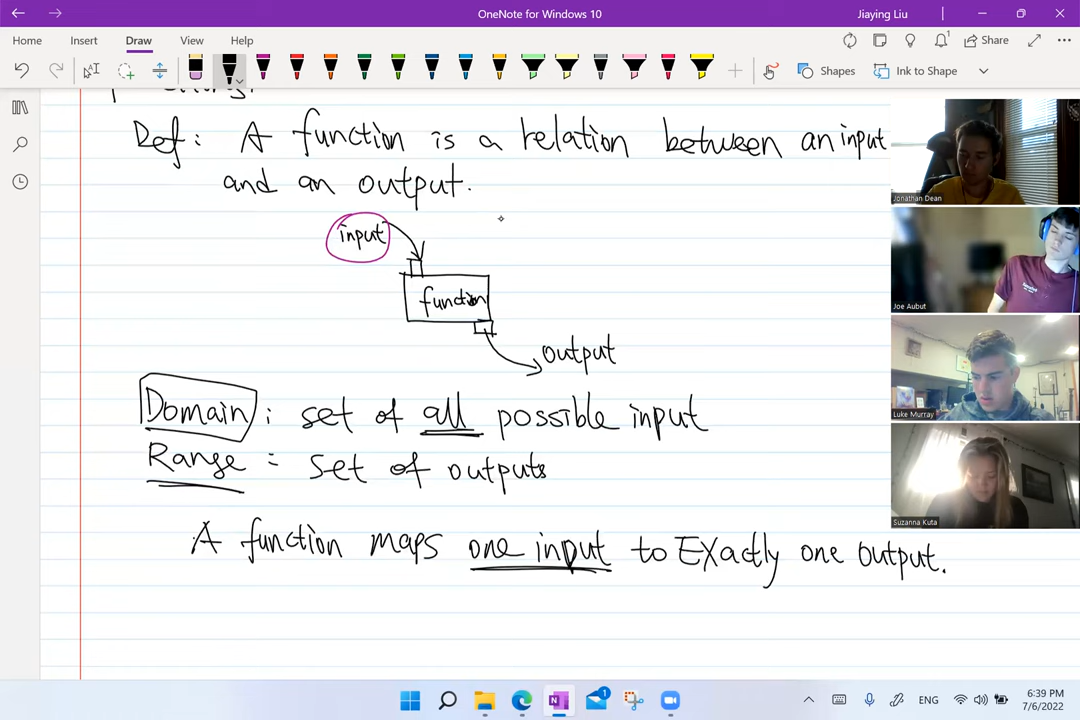 OneNote for Windows 10
Jiaying Liu
Home Insert Draw View Help
Share
Shapes
Ink to Shape
Def: A function is a relation between an input
and an output.
input
function
output
Domain: set of all possible input
Range: set of outputs
A function maps one input to EXactly one output.
Jonathan Dean
Joe Aubut
Luke Murray
Suzanna Kuta
1
ENG
6:39 PM
7/6/2022